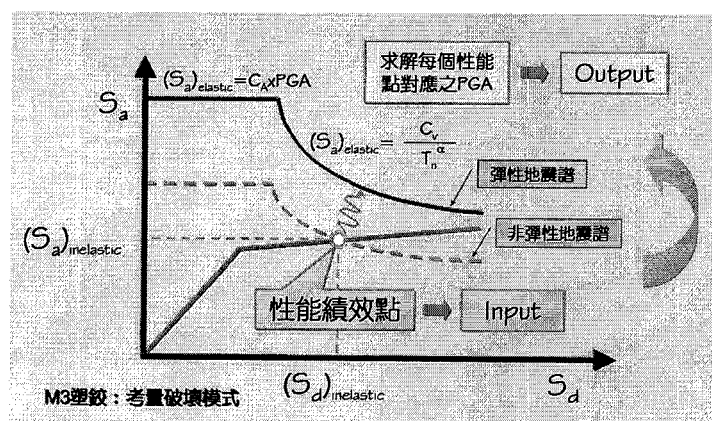 (Sa)elastic=CAxPGA
Sa
求解每個性能
點對應之PGA
Output
(Sa)elastic= Cv / Tn^α
彈性地震譜
(Sa)inelastic
非彈性地震譜
性能績效點
Input
M3塑鉸：考量破壞模式
(Sd)inelastic
Sd